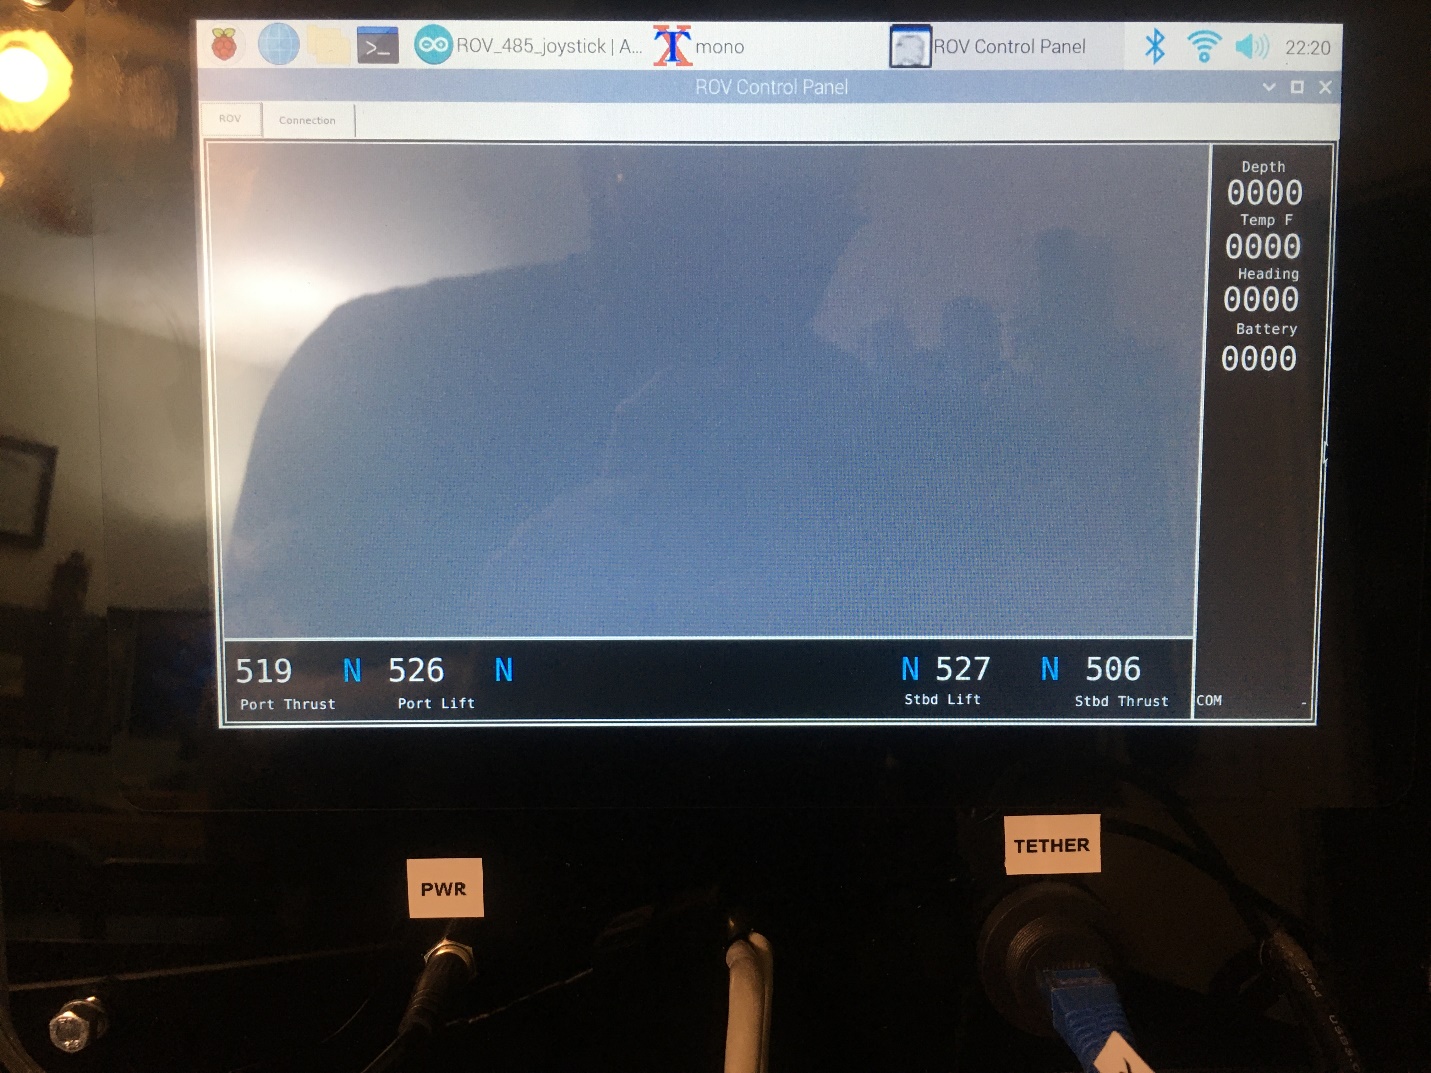 ROV_485_joystick | A... mono ROV Control Panel 22:20
ROV Control Panel
ROV Connection
Depth
0000
Temp F
0000
Heading
0000
Battery
0000
519 N 526 N N 527 N 506
Port Thrust Port Lift Stbd Lift Stbd Thrust COM -
TETHER
PWR